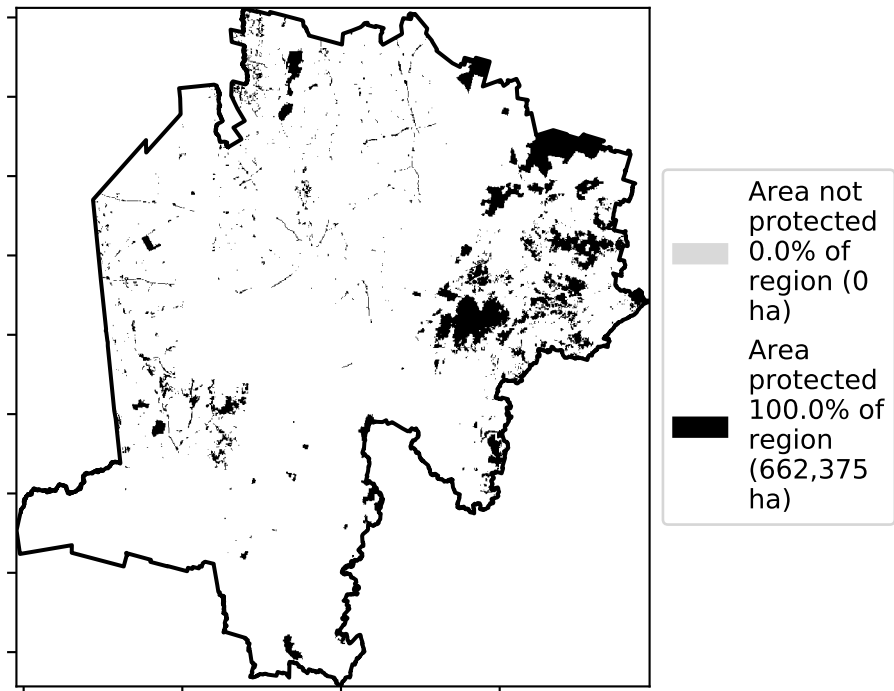 Area not
protected
0.0% of
region (0
ha)
Area
protected
100.0% of
region
(662,375
ha)